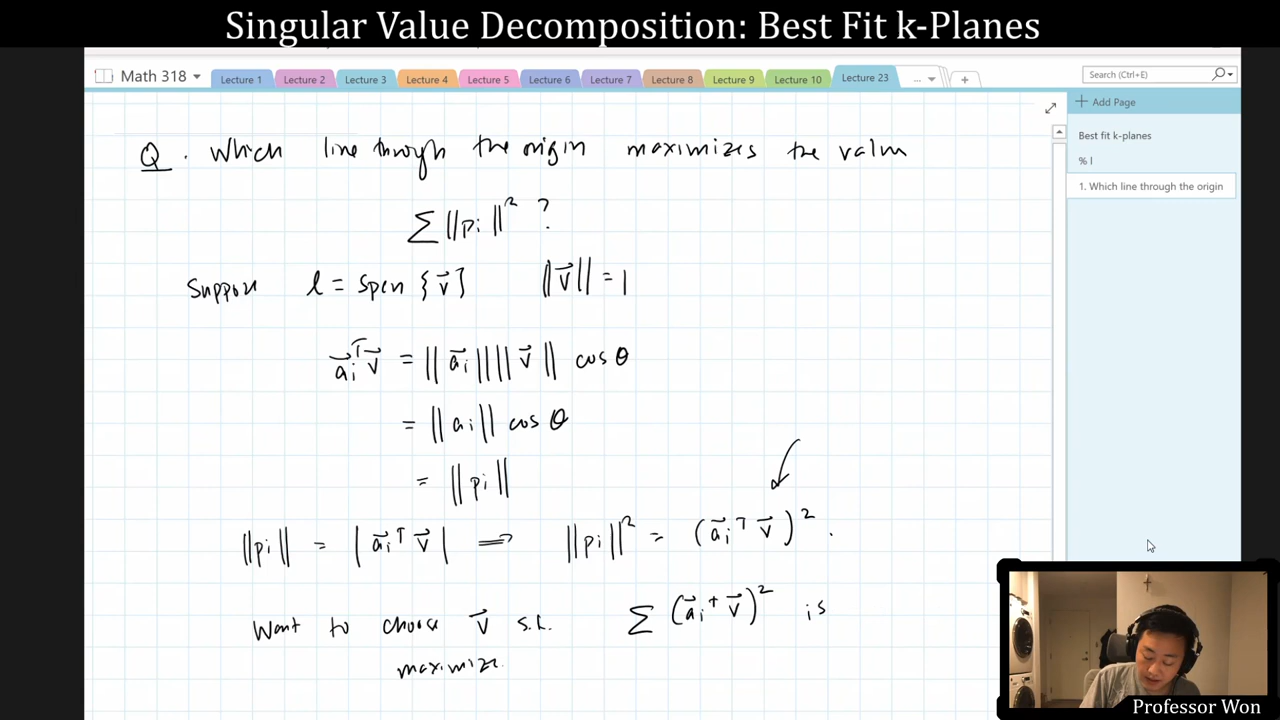 Singular Value Decomposition: Best Fit k-Planes
Math 318
Lecture 1
Lecture 2
Lecture 3
Lecture 4
Lecture 5
Lecture 6
Lecture 7
Lecture 8
Lecture 9
Lecture 10
Lecture 23
...
+
Search (Ctrl+E)
+ Add Page
Best fit k-planes
% l
1. Which line through the origin
Q. Which line through the origin maximizes the value
∑ ||pi||² ?
Suppose l = span {v⃗} ||v⃗|| = 1
a⃗ᵢᵀv⃗ = ||a⃗ᵢ|| ||v⃗|| cos θ
= ||aᵢ|| cos θ
= ||pi||
||pi|| = |a⃗ᵢᵀ v⃗| ⟹ ||pi||² = (a⃗ᵢᵀ v⃗)².
Want to choose v⃗ s.t. ∑ (a⃗ᵢᵀ v⃗)² is
maximize
Professor Won